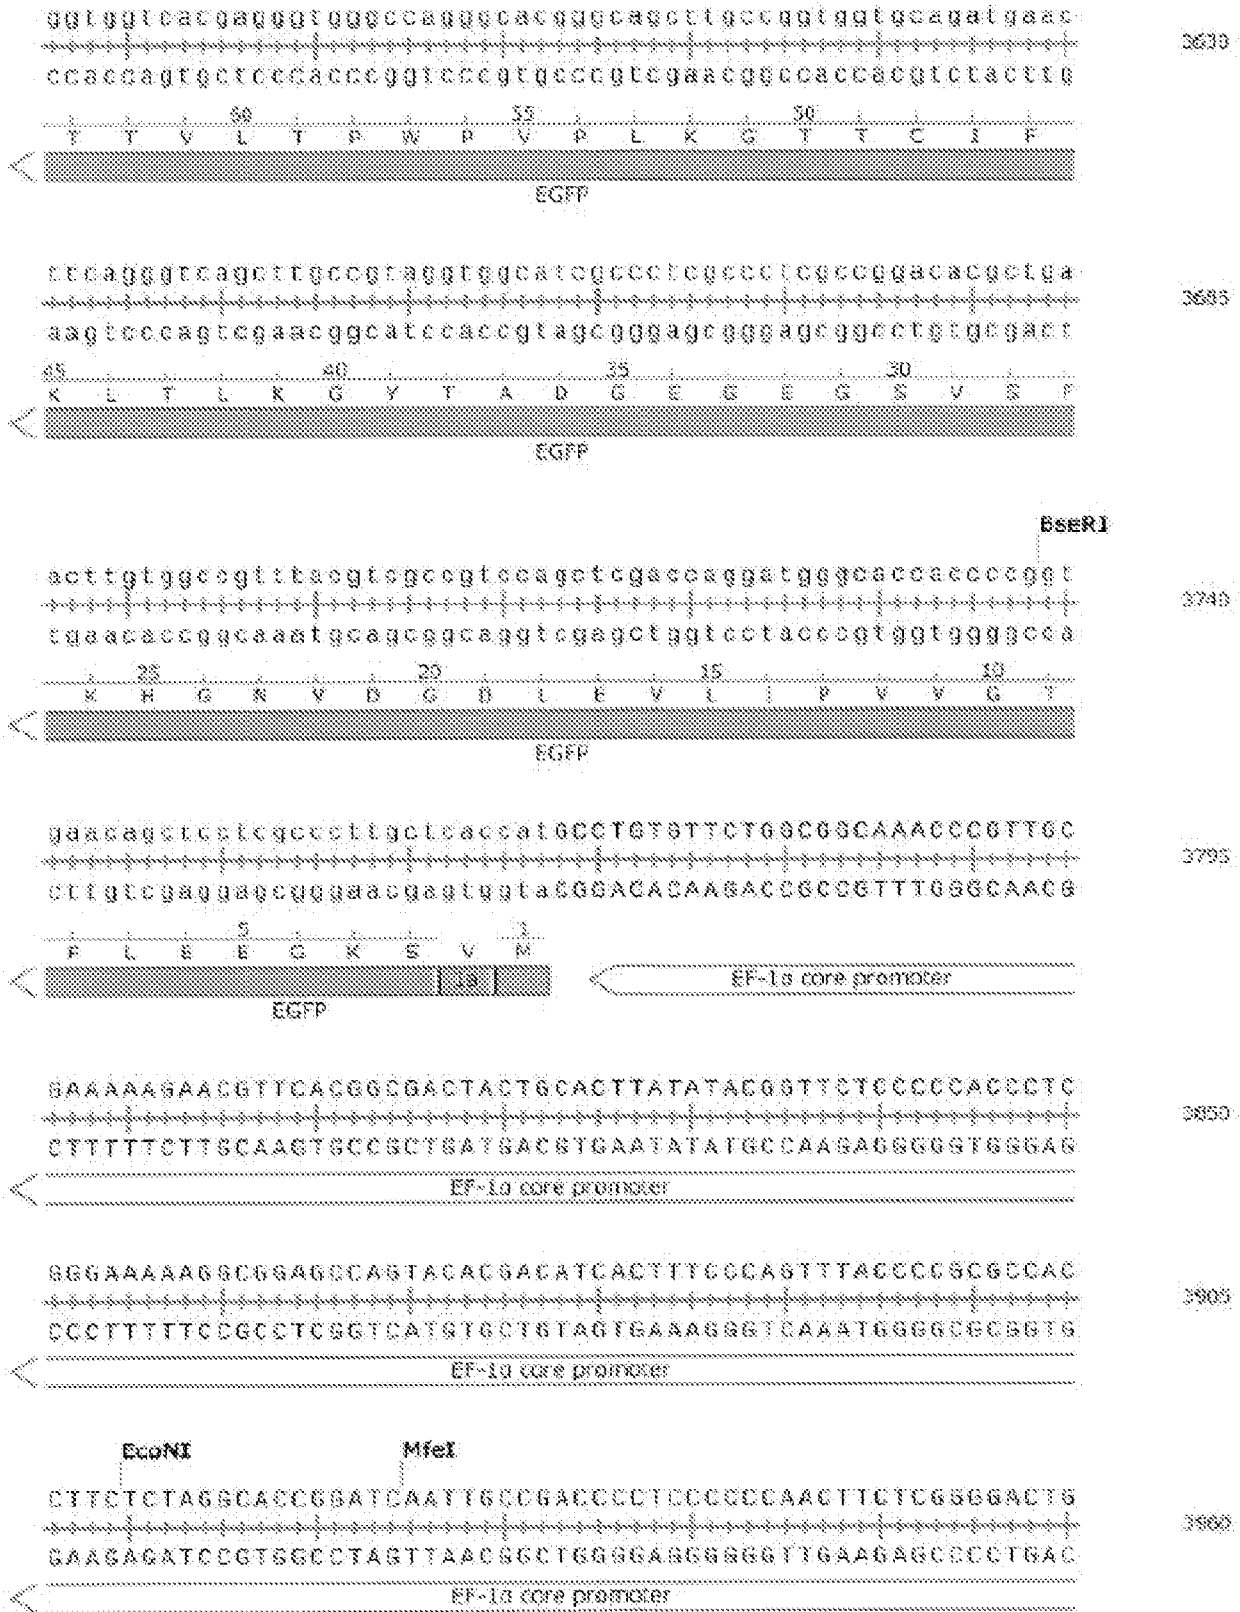 ggtggtcacgagggtgggccagggcacgggcagcttgccggtggtgcagatgaac
3630
ccaccagtgctcccacccggtcccgtgcccgtcgaacggccaccacgtctacttg
60 55 50
T T V L T P W P V P L K G T T C I F
EGFP
ttcagggtcagcttgccgtaggtggcatcgccctcgccctcgccggacacgctga
3685
aagtcccagtcgaacggcatccaccgtagcgggagcgggagcggcctgtgcgact
45 40 35 30
K L T L K G Y T A D G E G E G S V S F
EGFP
BseRI
acttgtggccgtttacgtcgccgtccagctcgaccaggatgggcaccaccccggt
3740
tgaacaccggcaaatgcagcggcaggtcgagctggtcctacccgtggtggggcca
25 20 15 10
K H G N V D G D L E V L I P V V G T
EGFP
gaacagctcctcgcccttgctcaccatGCCTGTGTTCTGGCGGCAAACCCGTTGC
3795
cttgtcgaggagcgggaacgagtggtaCGGACACAAGACCGCCGTTTGGGCAACG
5 1
F L E E G K S V M
1a EF-1α core promoter
EGFP
GAAAAAGAACGTTCACGGCGACTACTGCACTTATATACGGTTCTCCCCCACCCTC
3850
CTTTTTCTTGCAAGTGCCGCTGATGACGTGAATATATGCCAAGAGGGGGTGGGAG
EF-1α core promoter
GGGAAAAAGGCGGAGCCAGTACACGACATCACTTTCCCAGTTTACCCCGCGCCAC
3905
CCCTTTTTCCGCCTCGGTCATGTGCTGTAGTGAAAGGGTCAAATGGGGCGCGGTG
EF-1α core promoter
EcoNI MfeI
CTTCTCTAGGCACCGGATCAATTGCCGACCCCTCCCCCCAACTTCTCGGGGACTG
3960
GAAGAGATCCGTGGCCTAGTTAACGGCTGGGGAGGGGGGTTGAAGAGCCCCTGAC
EF-1α core promoter